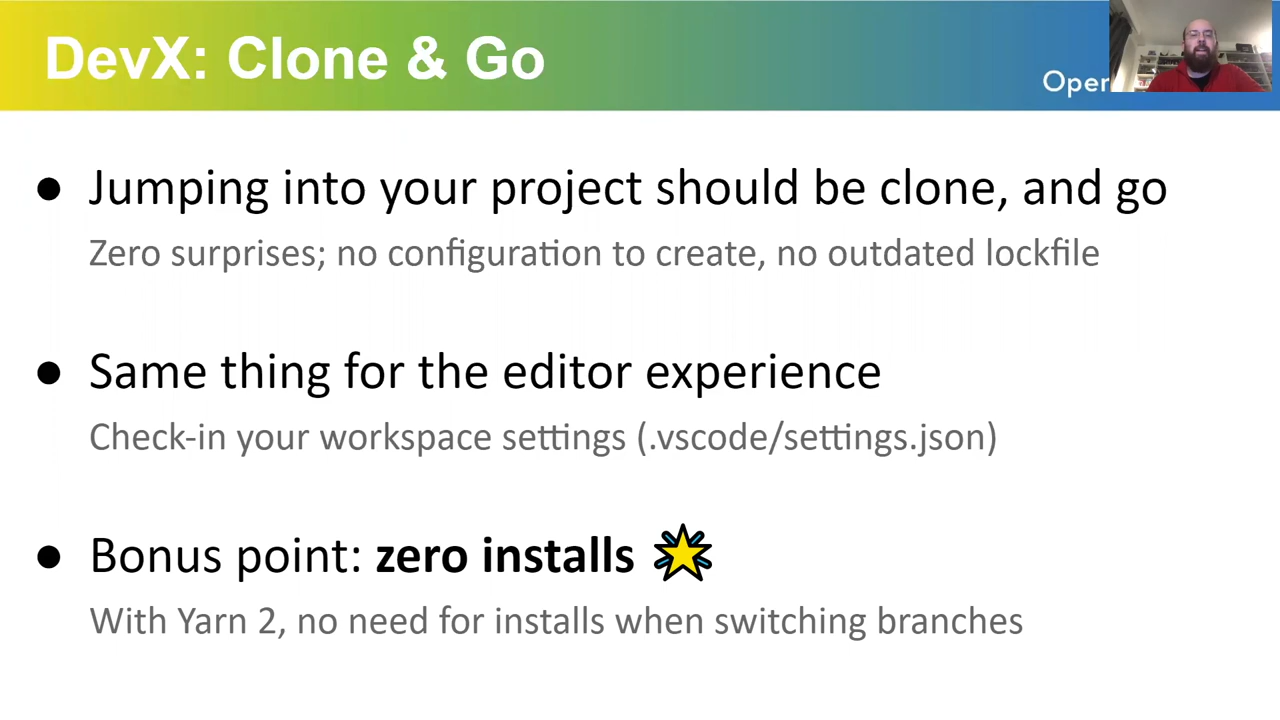 DevX: Clone & Go
● Jumping into your project should be clone, and go
Zero surprises; no configuration to create, no outdated lockfile
● Same thing for the editor experience
Check-in your workspace settings (.vscode/settings.json)
● Bonus point: zero installs
With Yarn 2, no need for installs when switching branches